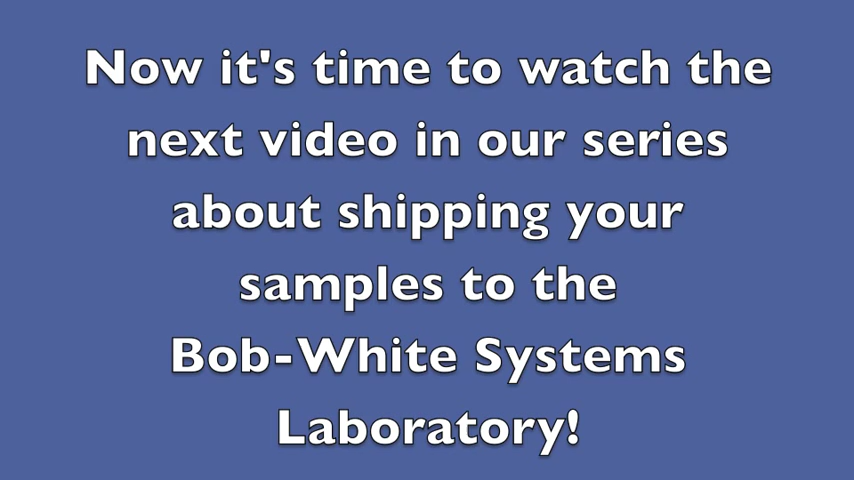 Now it's time to watch the
next video in our series
about shipping your
samples to the
Bob-White Systems
Laboratory!